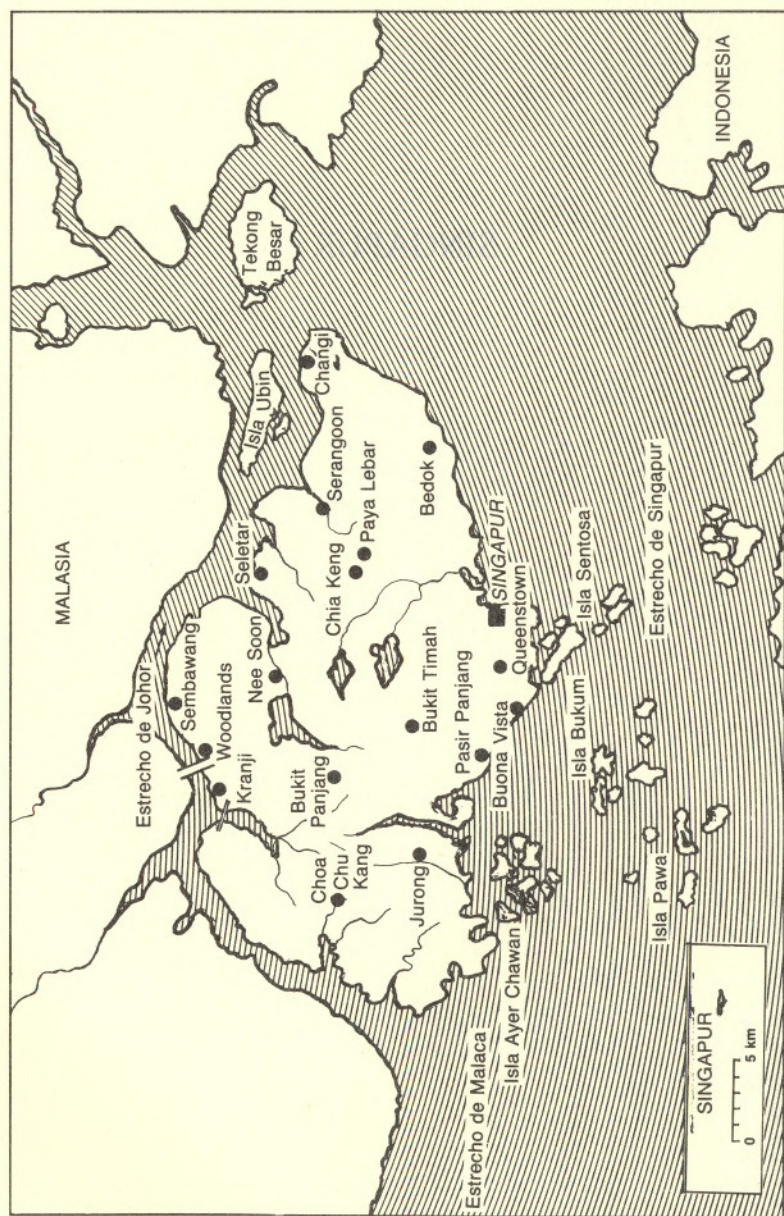 MALASIA
INDONESIA
Estrecho de Johor
Sembawang
Woodlands
Kranji
Seletar
Nee Soon
Isla Ubin
Tekong
Besar
Changi
Serangoon
Paya Lebar
Chia Keng
Bedok
Bukit
Panjang
Choa
Chu
Kang
Bukit Timah
Jurong
Pasir Panjang
Buona Vista
Queenstown
SINGAPUR
Isla Sentosa
Isla Bukum
Isla Ayer Chawan
Isla Pawa
Estrecho de Malaca
Estrecho de Singapur
SINGAPUR
0 5 km